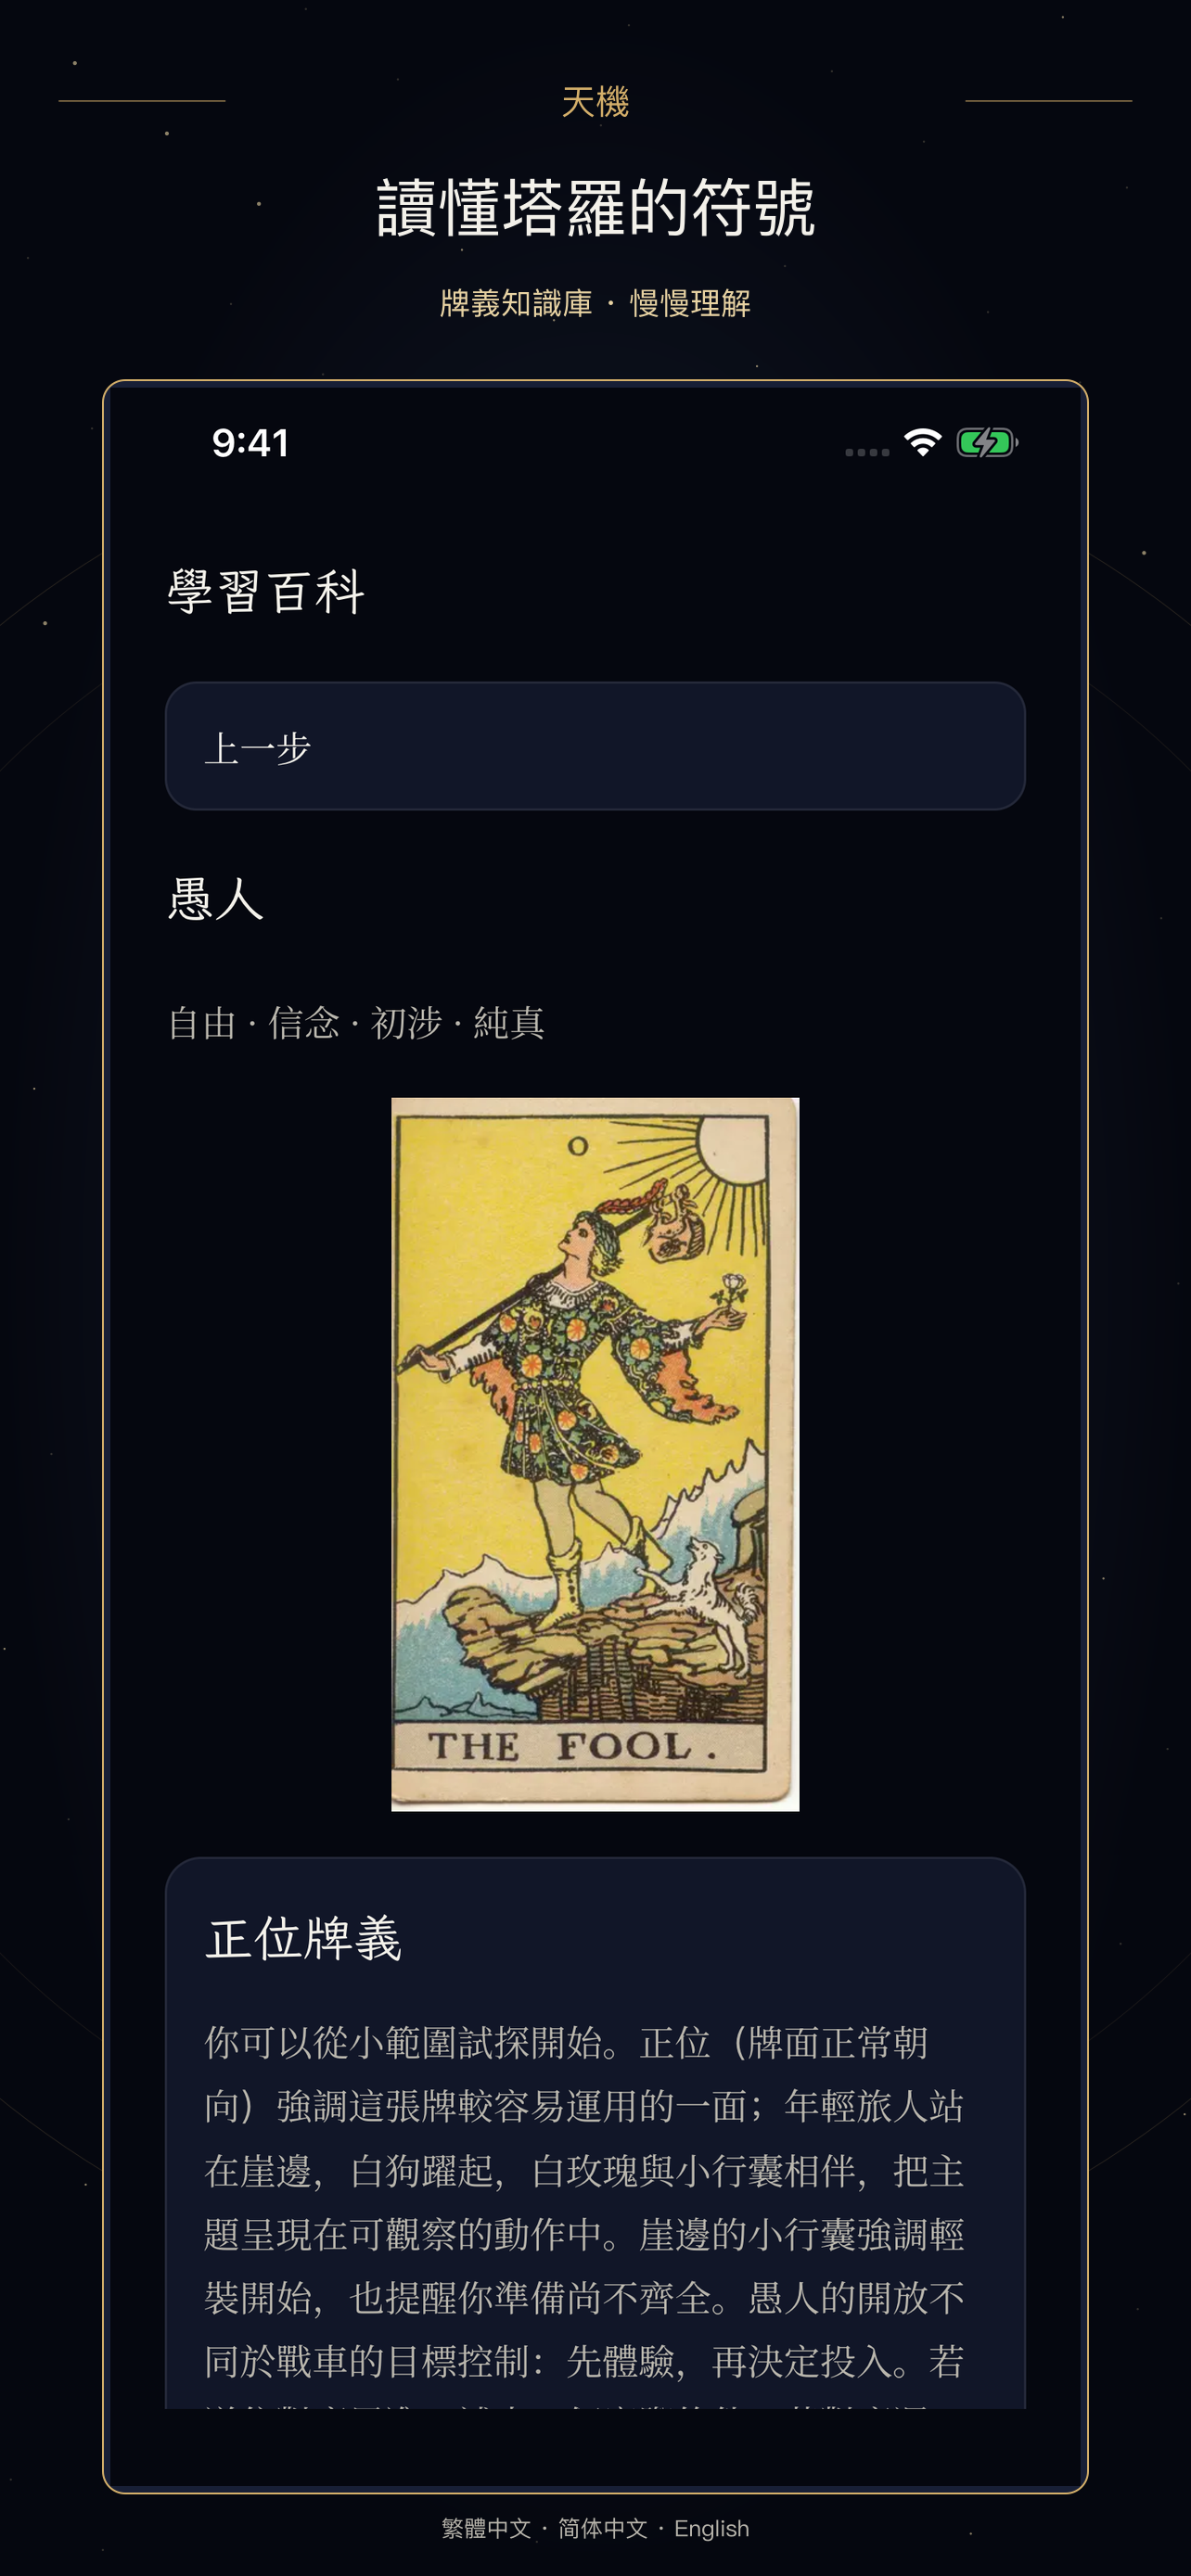 天機
讀懂塔羅的符號
牌義知識庫 · 慢慢理解
9:41
學習百科
上一步
愚人
自由 · 信念 · 初涉 · 純真
0
THE FOOL.
正位牌義
你可以從小範圍試探開始。正位（牌面正常朝
向）強調這張牌較容易運用的一面；年輕旅人站
在崖邊，白狗躍起，白玫瑰與小行囊相伴，把主
題呈現在可觀察的動作中。崖邊的小行囊強調輕
裝開始，也提醒你準備尚不齊全。愚人的開放不
同於戰車的目標控制：先體驗，再決定投入。若
繁體中文 · 简体中文 · English